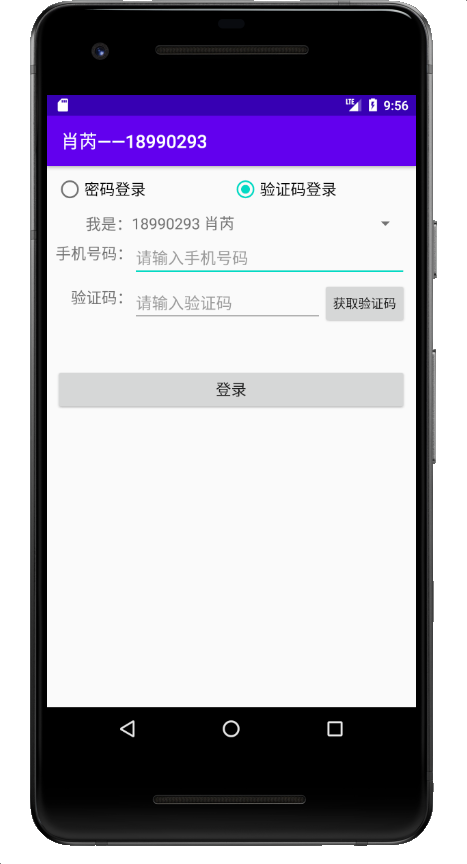 LTE 9:56
肖芮——18990293
密码登录 验证码登录
我是: 18990293 肖芮
手机号码: 请输入手机号码
验证码: 请输入验证码 获取验证码
登录